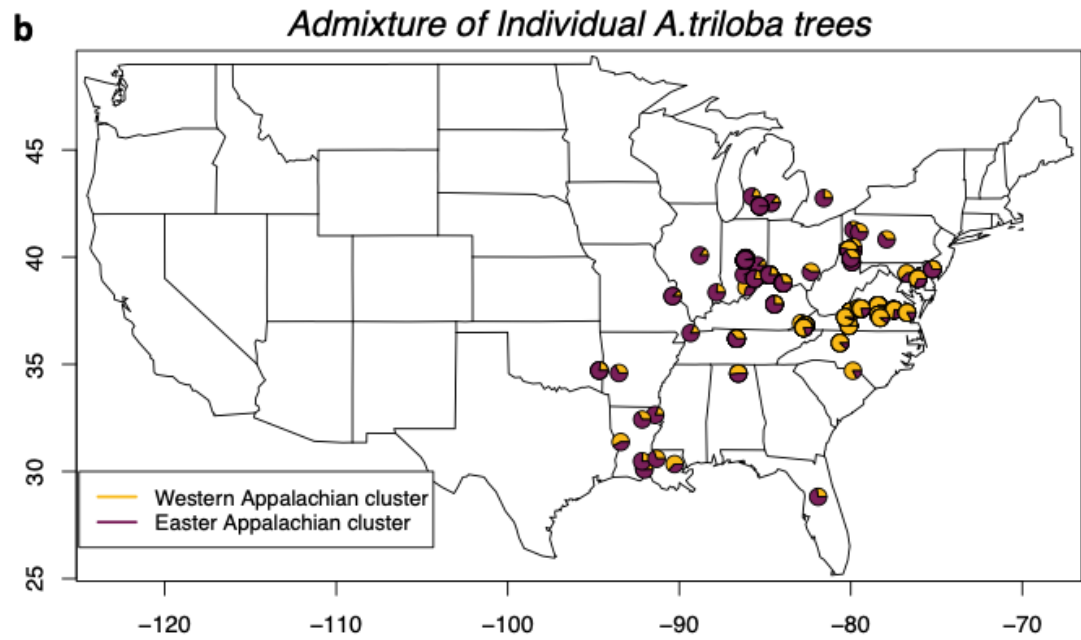 b
Admixture of Individual A.triloba trees
45
40
35
30
25
Western Appalachian cluster
Easter Appalachian cluster
−120 −110 −100 −90 −80 −70